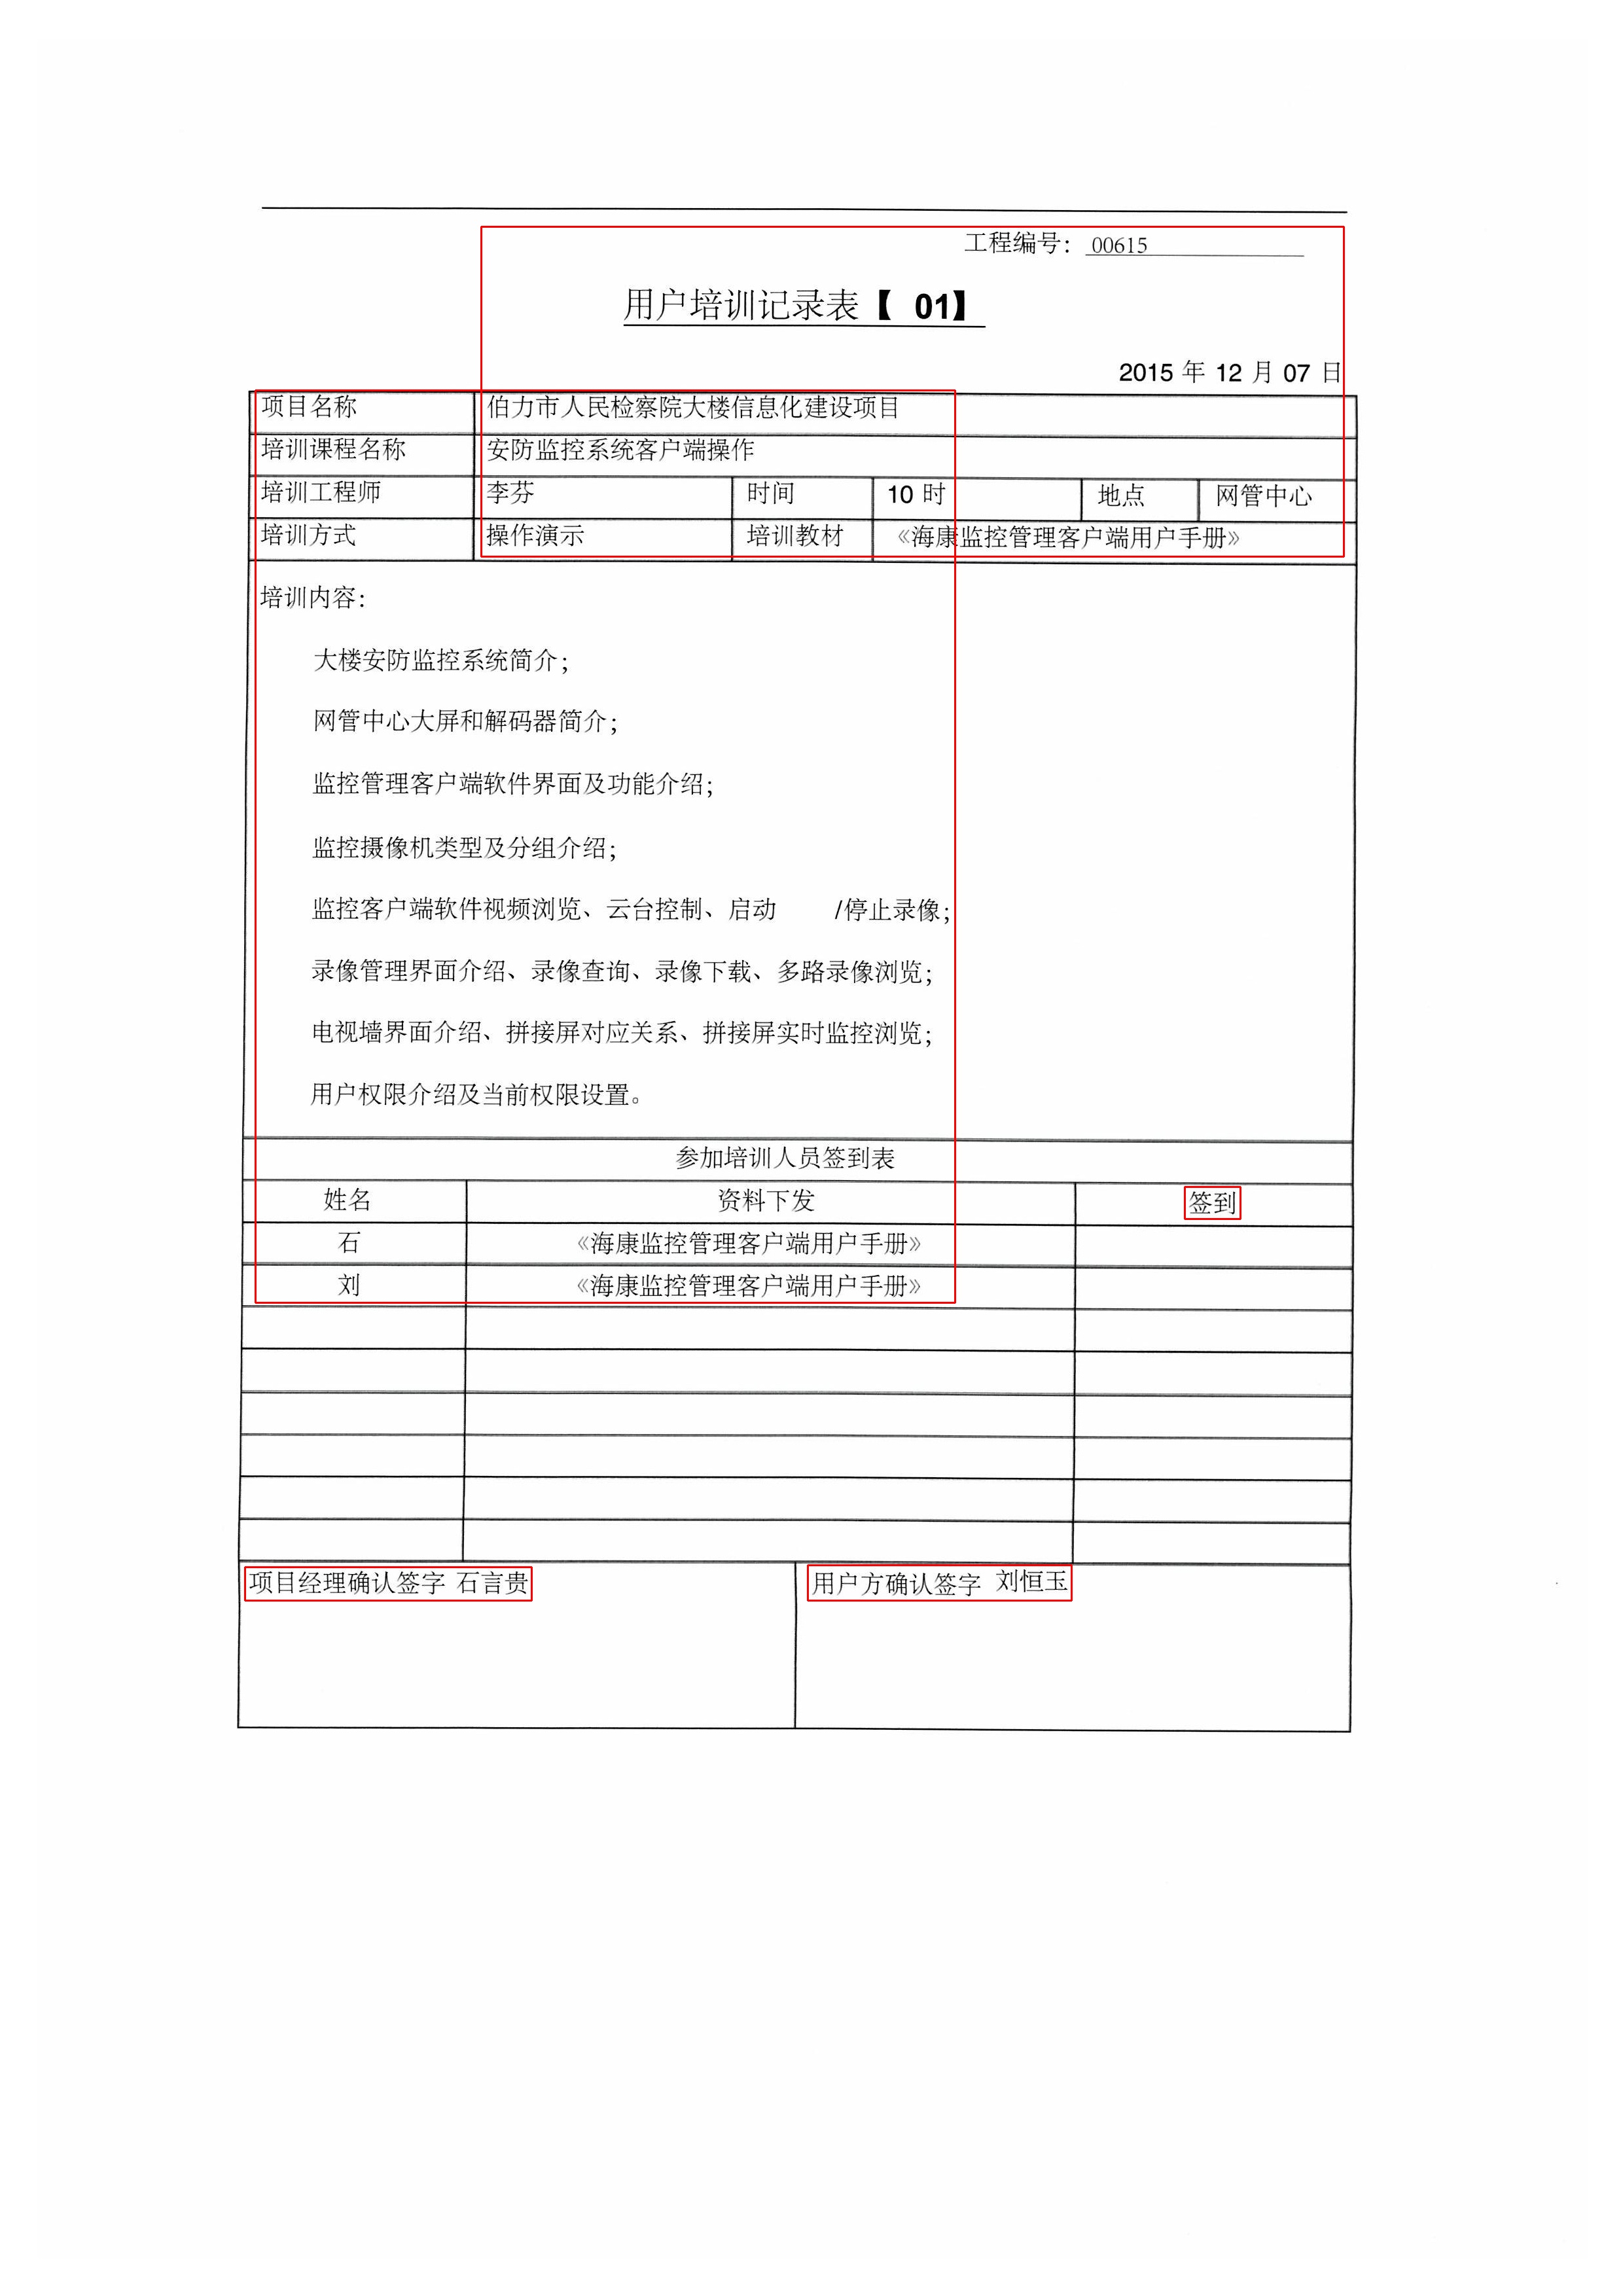 工程编号： 00615
用户培训记录表【 01】
2015 年 12 月 07 日
项目名称 伯力市人民检察院大楼信息化建设项目
培训课程名称 安防监控系统客户端操作
培训工程师 李芬 时间 10 时 地点 网管中心
培训方式 操作演示 培训教材 《海康监控管理客户端用户手册》
培训内容：
大楼安防监控系统简介；
网管中心大屏和解码器简介；
监控管理客户端软件界面及功能介绍；
监控摄像机类型及分组介绍；
监控客户端软件视频浏览、云台控制、启动 /停止录像；
录像管理界面介绍、录像查询、录像下载、多路录像浏览；
电视墙界面介绍、拼接屏对应关系、拼接屏实时监控浏览；
用户权限介绍及当前权限设置。
参加培训人员签到表
姓名 资料下发 签到
石 《海康监控管理客户端用户手册》
刘 《海康监控管理客户端用户手册》
项目经理确认签字 石言贵 用户方确认签字 刘恒玉